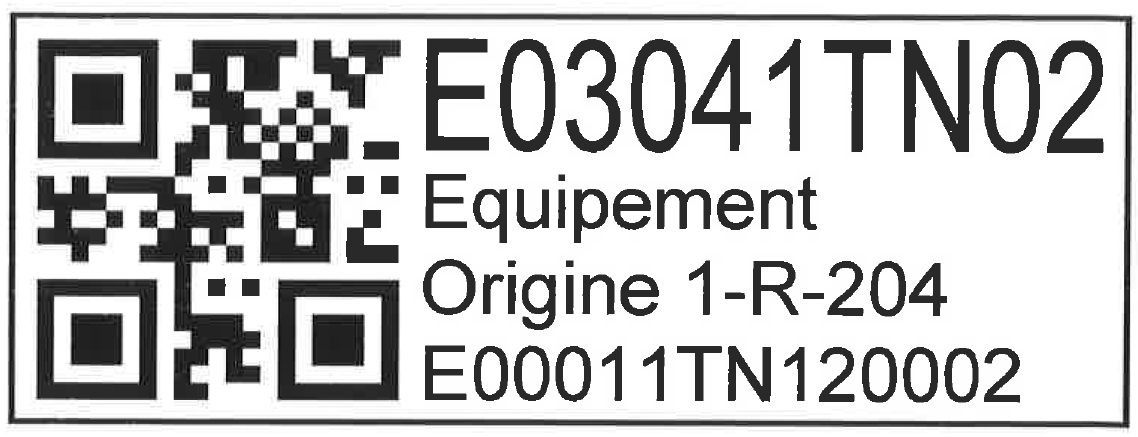 E03041TN02
Equipement
Origine 1-R-204
E00011TN120002